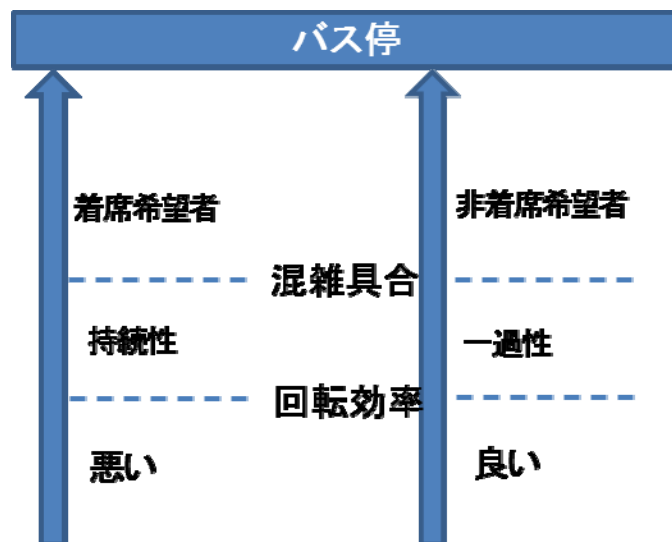 バス停
着席希望者
非着席希望者
混雑具合
持続性
一過性
回転効率
悪い
良い